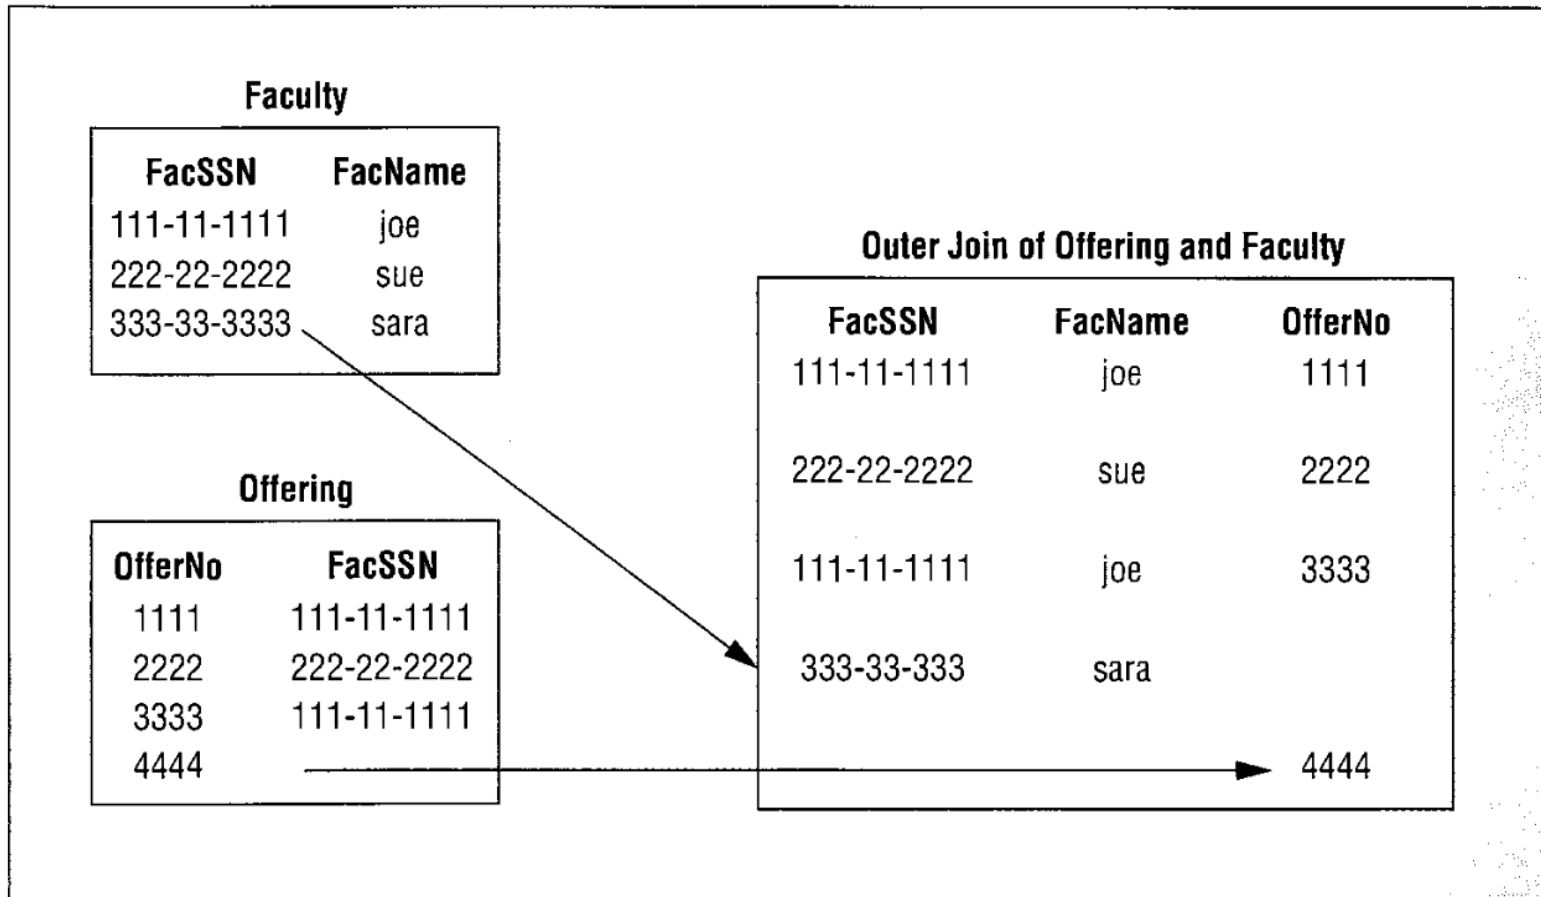 Faculty
FacSSN FacName
111-11-1111 joe
222-22-2222 sue
333-33-3333 sara
Offering
OfferNo FacSSN
1111 111-11-1111
2222 222-22-2222
3333 111-11-1111
4444
Outer Join of Offering and Faculty
FacSSN FacName OfferNo
111-11-1111 joe 1111
222-22-2222 sue 2222
111-11-1111 joe 3333
333-33-333 sara
4444